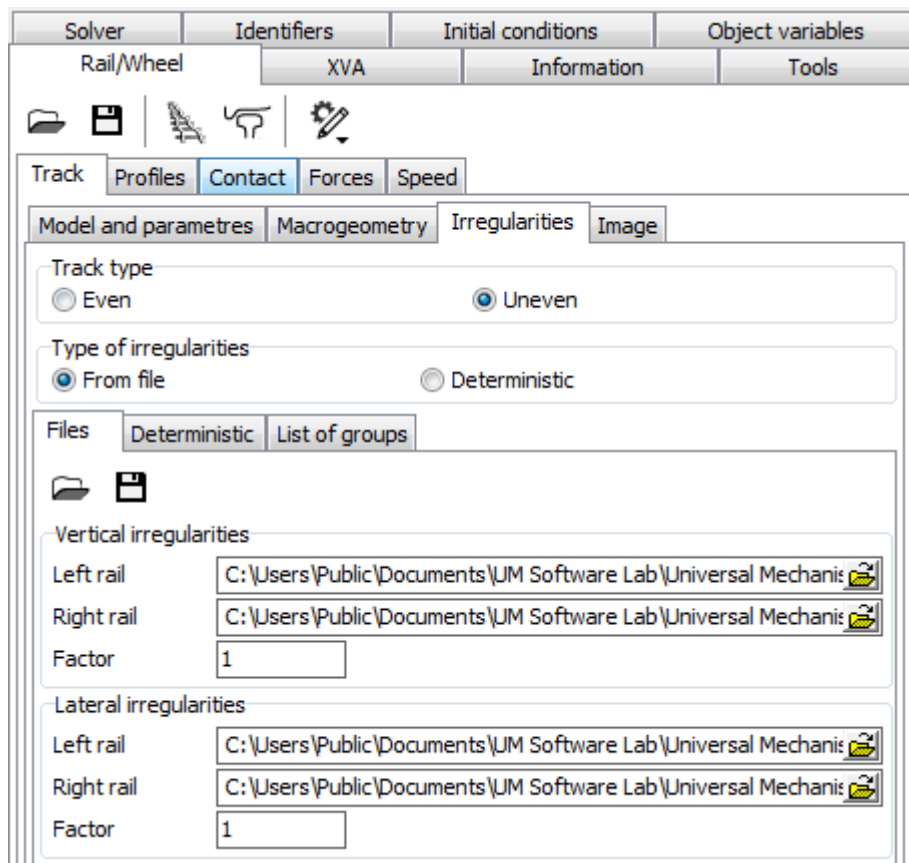 Solver Identifiers Initial conditions Object variables
Rail/Wheel XVA Information Tools
Track Profiles Contact Forces Speed
Model and parametres Macrogeometry Irregularities Image
Track type
Even Uneven
Type of irregularities
From file Deterministic
Files Deterministic List of groups
Vertical irregularities
Left rail C:\Users\Public\Documents\UM Software Lab\Universal Mechanis
Right rail C:\Users\Public\Documents\UM Software Lab\Universal Mechanis
Factor 1
Lateral irregularities
Left rail C:\Users\Public\Documents\UM Software Lab\Universal Mechanis
Right rail C:\Users\Public\Documents\UM Software Lab\Universal Mechanis
Factor 1